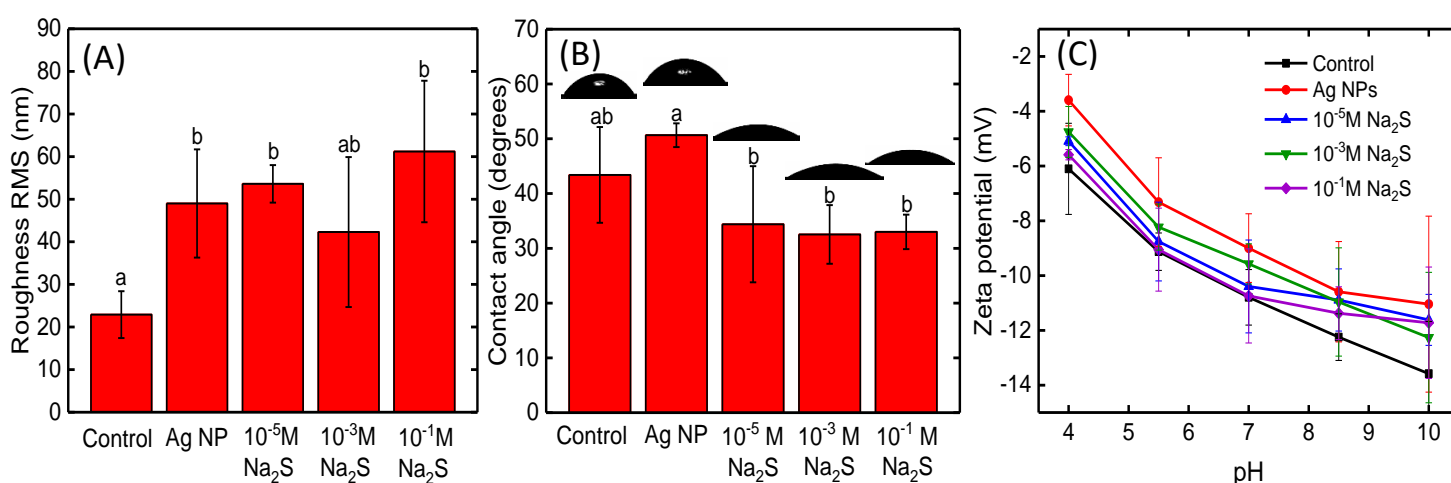 (A)
Roughness RMS (nm)
90
80
70
60
50
40
30
20
10
0
a
b
b
ab
b
Control
Ag NP
10⁻⁵M
Na₂S
10⁻³M
Na₂S
10⁻¹M
Na₂S
(B)
Contact angle (degrees)
70
60
50
40
30
20
10
0
ab
a
b
b
b
Control
Ag NP
10⁻⁵ M
Na₂S
10⁻³ M
Na₂S
10⁻¹ M
Na₂S
(C)
Zeta potential (mV)
-2
-4
-6
-8
-10
-12
-14
Control
Ag NPs
10⁻⁵M Na₂S
10⁻³M Na₂S
10⁻¹M Na₂S
4 5 6 7 8 9 10
pH